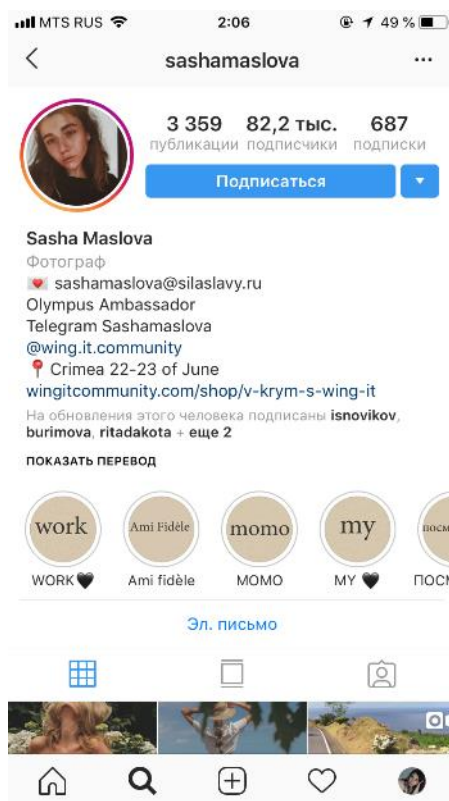 MTS RUS 2:06 49 %
sashamaslova
3 359 82,2 тыс. 687
публикации подписчики подписки
Подписаться
Sasha Maslova
Фотограф
💌 sashamaslova@silaslavy.ru
Olympus Ambassador
Telegram Sashamaslova
@wing.it.community
📍 Crimea 22-23 of June
wingitcommunity.com/shop/v-krym-s-wing-it
На обновления этого человека подписаны isnovikov,
burimova, ritadakota + еще 2
ПОКАЗАТЬ ПЕРЕВОД
work Ami Fidèle momo my
WORK🖤 Ami fidèle MOMO MY 🖤
Эл. письмо